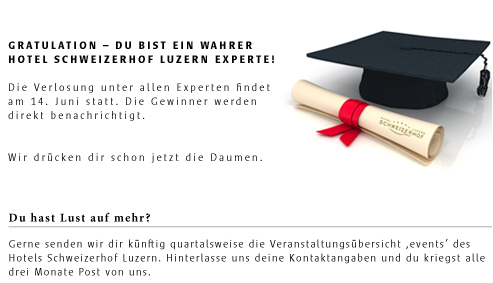 GRATULATION – DU BIST EIN WAHRER
HOTEL SCHWEIZERHOF LUZERN EXPERTE!
Die Verlosung unter allen Experten findet
am 14. Juni statt. Die Gewinner werden
direkt benachrichtigt.
SCHWEIZERHOF
Wir drücken dir schon jetzt die Daumen.
Du hast Lust auf mehr?
Gerne senden wir dir künftig quartalsweise die Veranstaltungsübersicht ‚events’ des
Hotels Schweizerhof Luzern. Hinterlasse uns deine Kontaktangaben und du kriegst alle
drei Monate Post von uns.